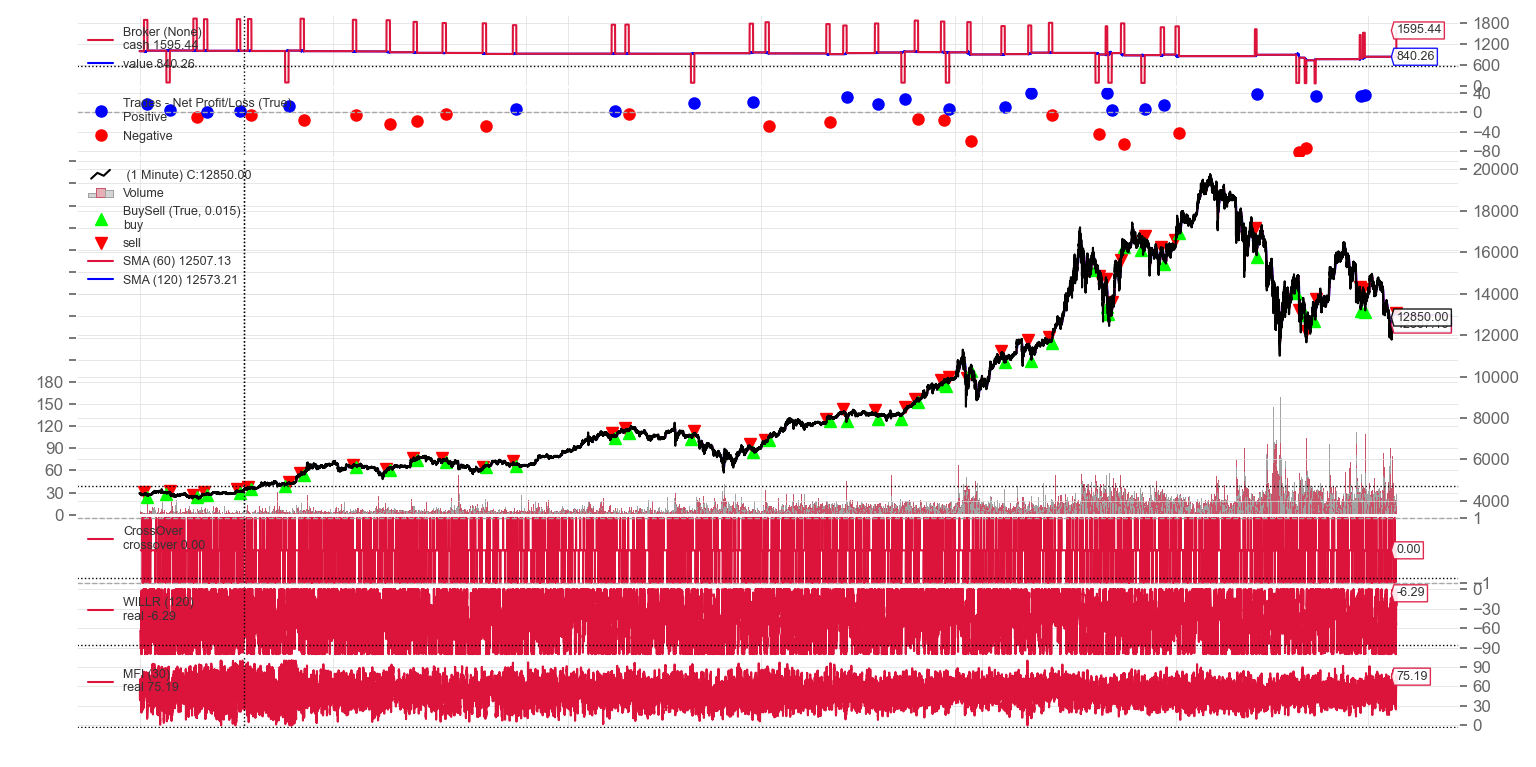 Broker (None)
cash 1595.44
value 840.26
1595.44
840.26
1800
1200
600
0
Trades - Net Profit/Loss (True)
Positive
Negative
40
0
−40
−80
(1 Minute) C:12850.00
Volume
BuySell (True, 0.015)
buy
sell
SMA (60) 12507.13
SMA (120) 12573.21
20000
18000
16000
14000
12000
10000
8000
6000
4000
12850.00
180
150
120
90
60
30
0
CrossOver
crossover 0.00
1
0.00
−1
WILLR (120)
real -6.29
-6.29
0
−30
−60
−90
MFI (30)
real 75.19
75.19
90
60
30
0